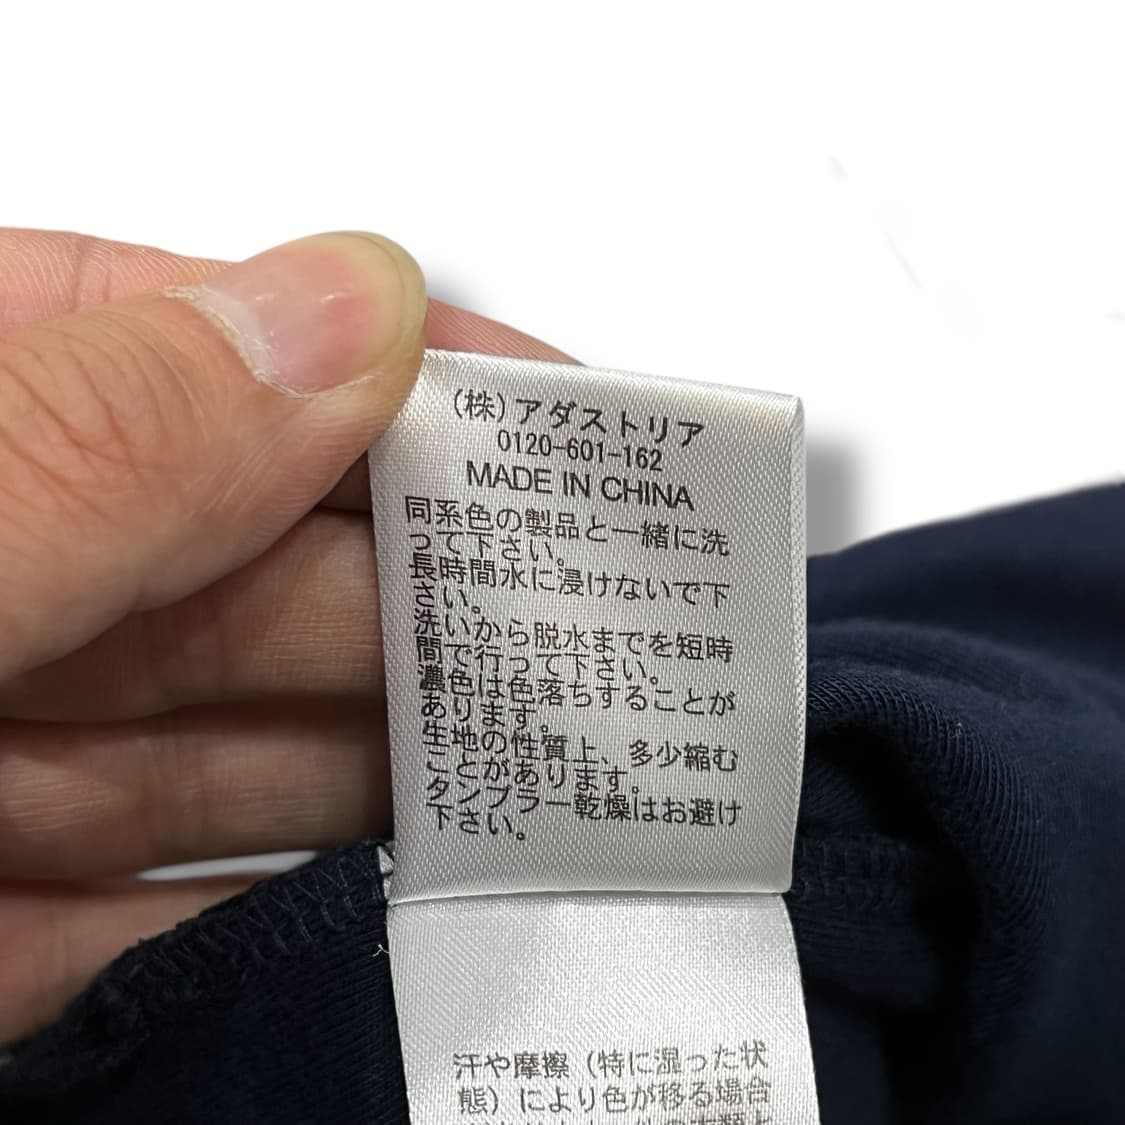 (株)アダストリア
0120-601-162
MADE IN CHINA
同系色の製品と一緒に洗
って下さい。
長時間水に浸けないで下
さい。
洗いから脱水までを短時
間で行って下さい。
濃色は色落ちすることが
あります。
生地の性質上、多少縮む
ことがあります。
タンブラー乾燥はお避け
下さい。
汗や摩擦(特に湿った状
態)により色が移る場合